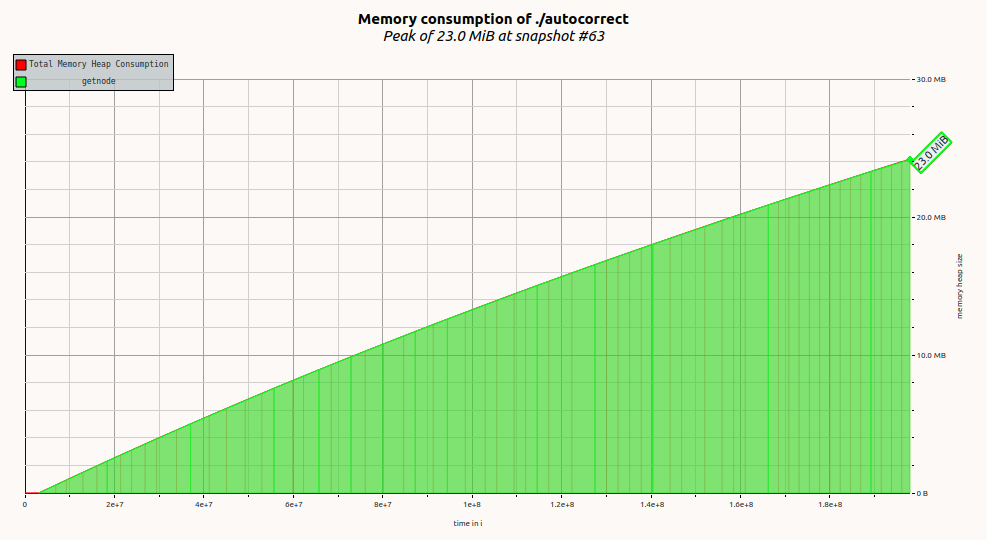 Memory consumption of ./autocorrect
Peak of 23.0 MiB at snapshot #63
Total Memory Heap Consumption
getnode
30.0 MB
23.0 MiB
20.0 MB
memory heap size
10.0 MB
0 B
0 2e+7 4e+7 6e+7 8e+7 1e+8 1.2e+8 1.4e+8 1.6e+8 1.8e+8
time in i